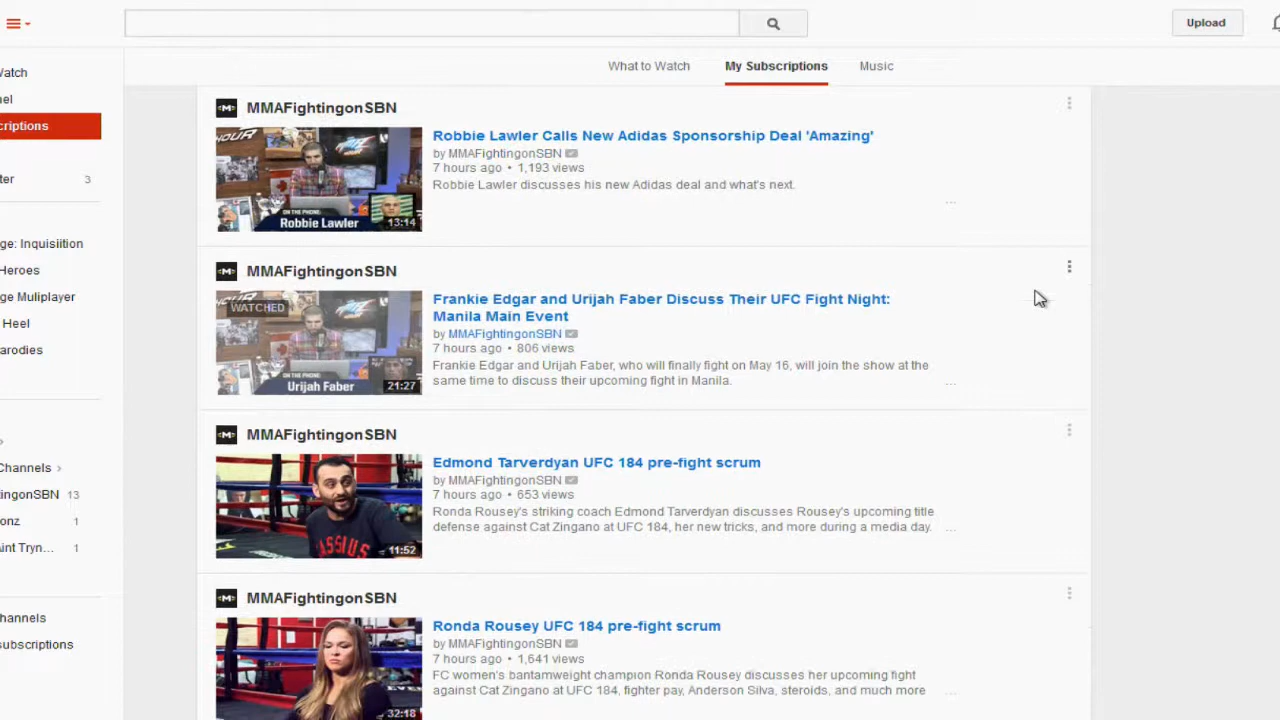 Upload
What to Watch
My Subscriptions
Music
Watch
criptions
ter
3
ge: Inquisiition
Heroes
ge Muliplayer
Heel
arodies
Channels
ingonSBN
13
onz
1
int Tryn...
1
hannels
subscriptions
MMAFightingonSBN
HOUR
ON THE PHONE:
Robbie Lawler
13:14
Robbie Lawler Calls New Adidas Sponsorship Deal 'Amazing'
by MMAFightingonSBN
7 hours ago • 1,193 views
Robbie Lawler discusses his new Adidas deal and what's next.
...
MMAFightingonSBN
WATCHED
Urijah Faber
21:27
Frankie Edgar and Urijah Faber Discuss Their UFC Fight Night:
Manila Main Event
by MMAFightingonSBN
7 hours ago • 806 views
Frankie Edgar and Urijah Faber, who will finally fight on May 16, will join the show at the
same time to discuss their upcoming fight in Manila.
...
MMAFightingonSBN
CASSIUS
11:52
Edmond Tarverdyan UFC 184 pre-fight scrum
by MMAFightingonSBN
7 hours ago • 653 views
Ronda Rousey's striking coach Edmond Tarverdyan discusses Rousey's upcoming title
defense against Cat Zingano at UFC 184, her new tricks, and more during a media day.
...
MMAFightingonSBN
32:18
Ronda Rousey UFC 184 pre-fight scrum
by MMAFightingonSBN
7 hours ago • 1,641 views
FC women's bantamweight champion Ronda Rousey discusses her upcoming fight
against Cat Zingano at UFC 184, fighter pay, Anderson Silva, steroids, and much more
...